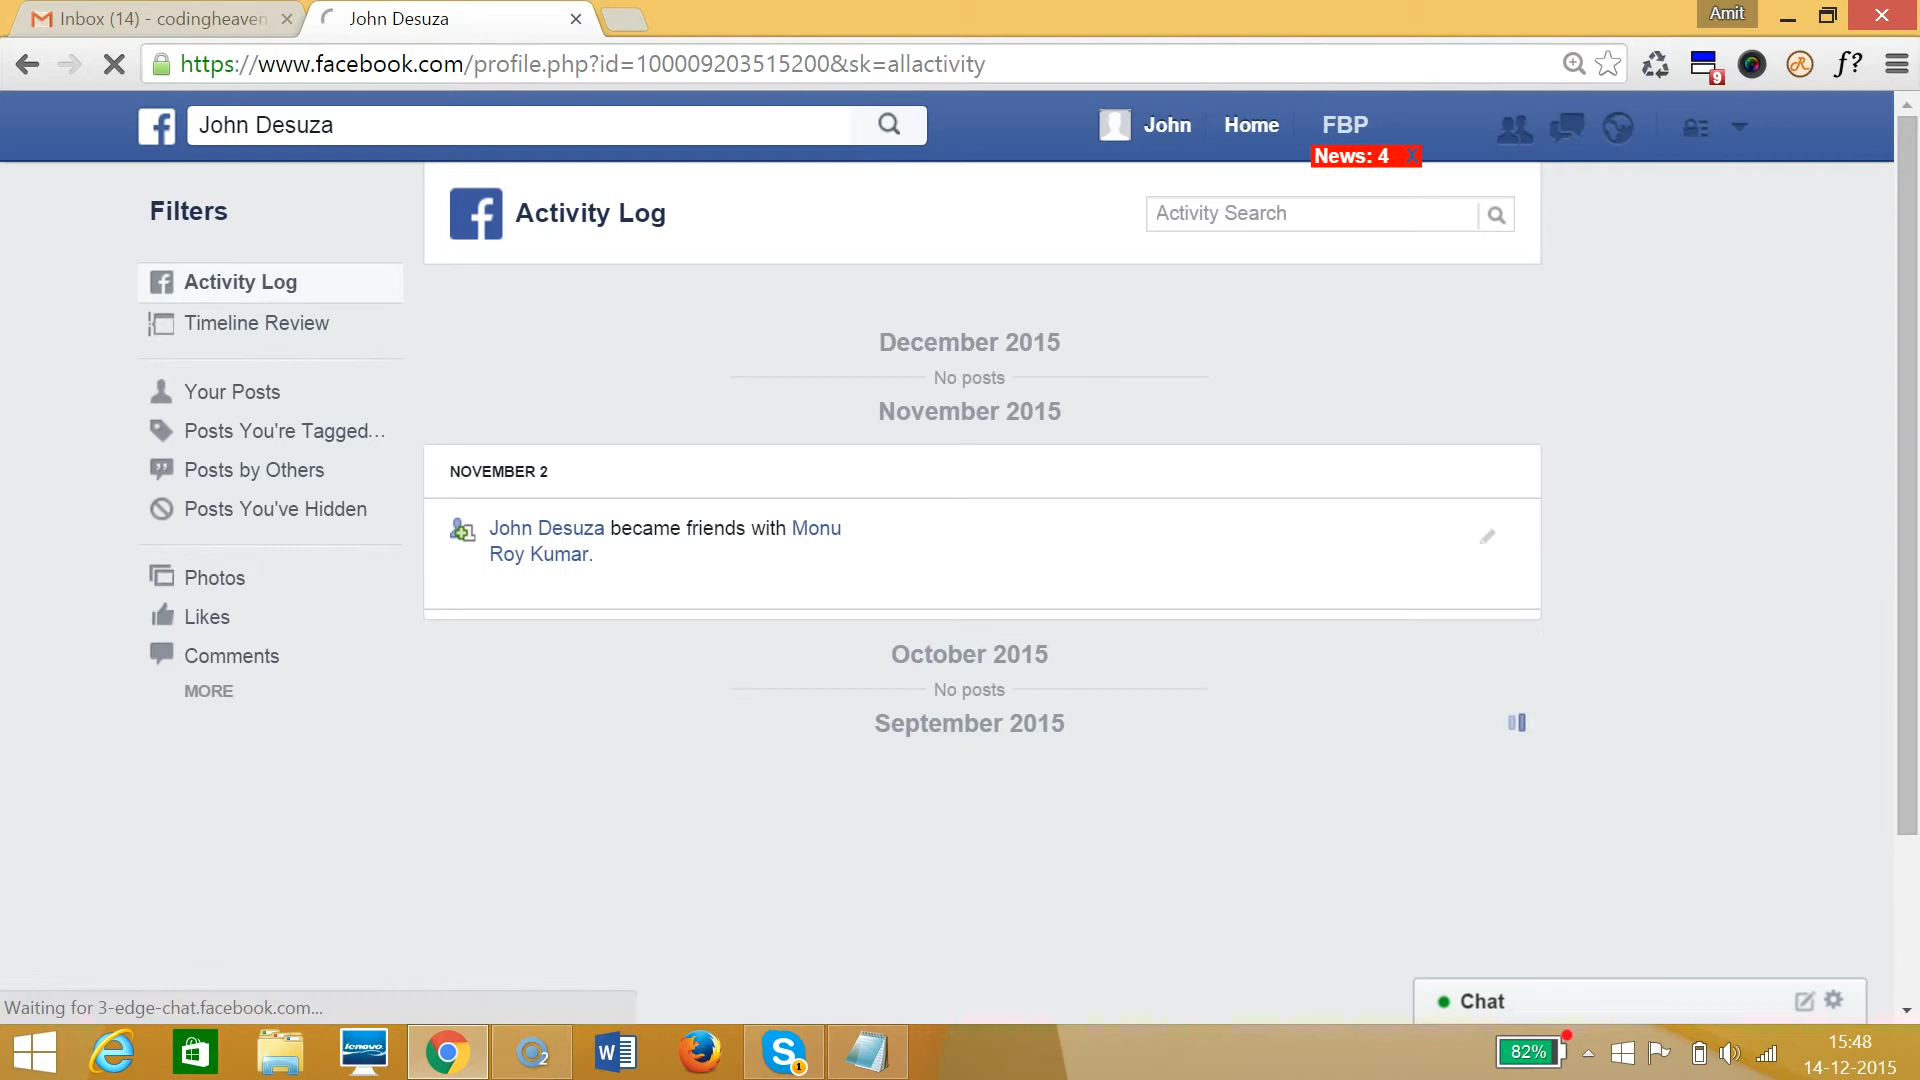 Inbox (14) - codingheaven
John Desuza
Amit
https://www.facebook.com/profile.php?id=100009203515200&sk=allactivity
9
f?
John Desuza
John
Home
FBP
News: 4 X
Filters
Activity Log
Activity Search
Activity Log
Timeline Review
Your Posts
Posts You're Tagged...
Posts by Others
Posts You've Hidden
Photos
Likes
Comments
MORE
December 2015
No posts
November 2015
NOVEMBER 2
John Desuza became friends with Monu
Roy Kumar.
October 2015
No posts
September 2015
Chat
Waiting for 3-edge-chat.facebook.com...
lenovo
2
1
82%
15:48
14-12-2015